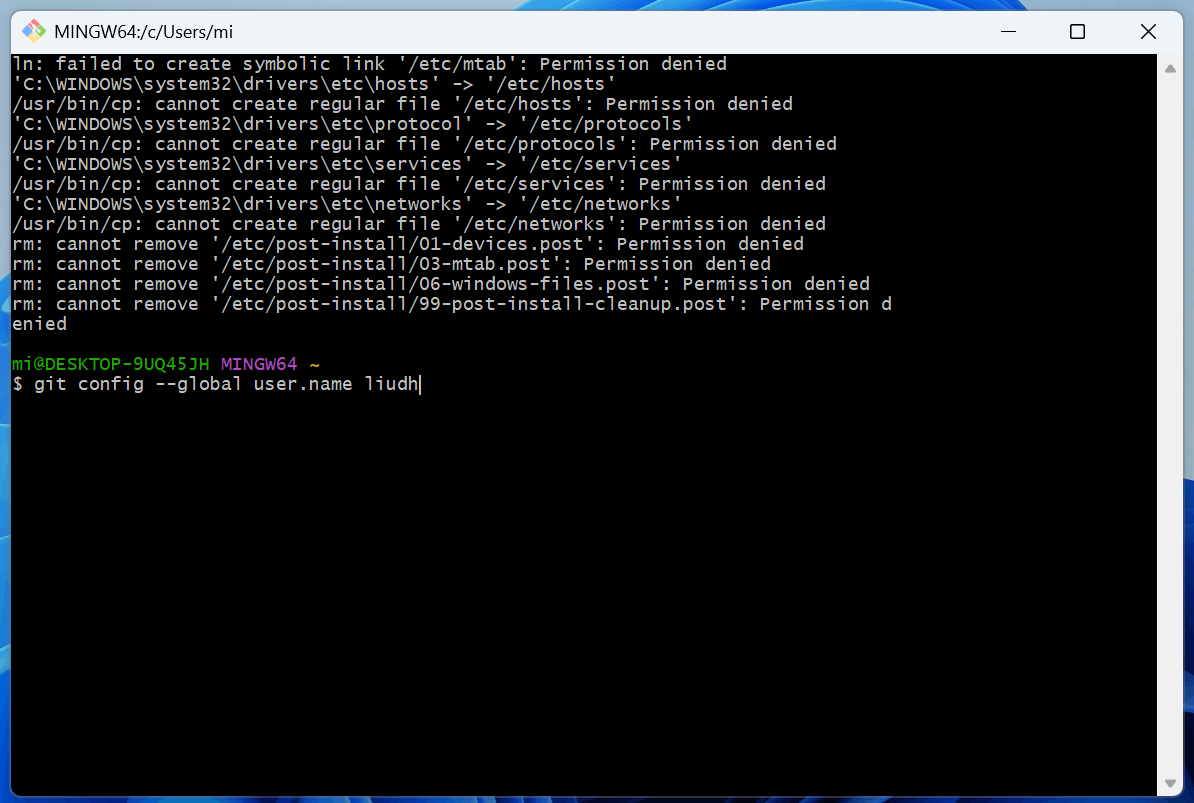 MINGW64:/c/Users/mi
ln: failed to create symbolic link '/etc/mtab': Permission denied
'C:\WINDOWS\system32\drivers\etc\hosts' -> '/etc/hosts'
/usr/bin/cp: cannot create regular file '/etc/hosts': Permission denied
'C:\WINDOWS\system32\drivers\etc\protocol' -> '/etc/protocols'
/usr/bin/cp: cannot create regular file '/etc/protocols': Permission denied
'C:\WINDOWS\system32\drivers\etc\services' -> '/etc/services'
/usr/bin/cp: cannot create regular file '/etc/services': Permission denied
'C:\WINDOWS\system32\drivers\etc\networks' -> '/etc/networks'
/usr/bin/cp: cannot create regular file '/etc/networks': Permission denied
rm: cannot remove '/etc/post-install/01-devices.post': Permission denied
rm: cannot remove '/etc/post-install/03-mtab.post': Permission denied
rm: cannot remove '/etc/post-install/06-windows-files.post': Permission denied
rm: cannot remove '/etc/post-install/99-post-install-cleanup.post': Permission d
enied
mi@DESKTOP-9UQ45JH MINGW64 ~
$ git config --global user.name liudh